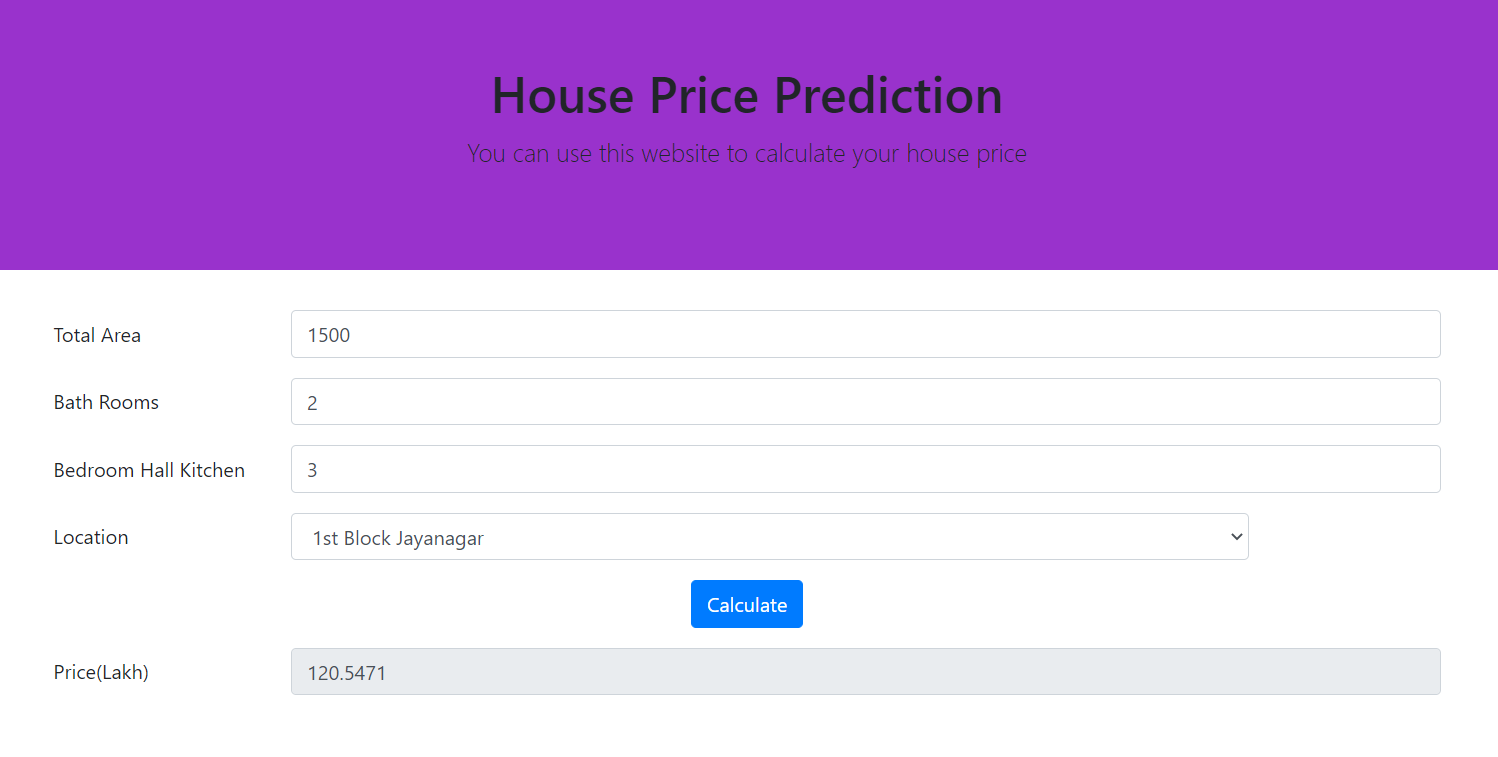 House Price Prediction
You can use this website to calculate your house price
Total Area 1500
Bath Rooms 2
Bedroom Hall Kitchen 3
Location 1st Block Jayanagar
Calculate
Price(Lakh) 120.5471